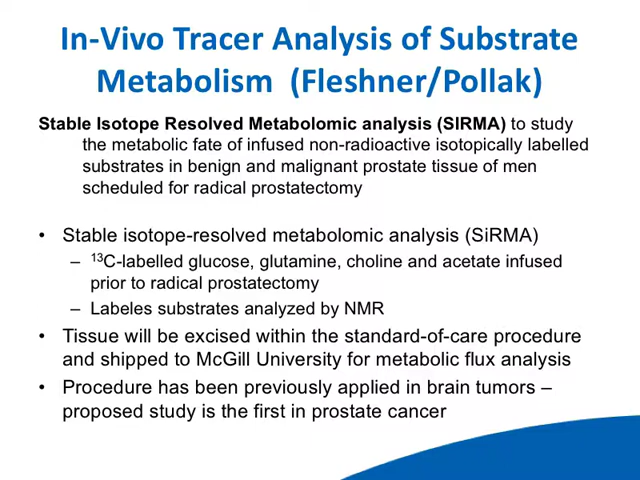 In-Vivo Tracer Analysis of Substrate
Metabolism (Fleshner/Pollak)
Stable Isotope Resolved Metabolomic analysis (SIRMA) to study
the metabolic fate of infused non-radioactive isotopically labelled
substrates in benign and malignant prostate tissue of men
scheduled for radical prostatectomy
• Stable isotope-resolved metabolomic analysis (SiRMA)
– ¹³C-labelled glucose, glutamine, choline and acetate infused
prior to radical prostatectomy
– Labeles substrates analyzed by NMR
• Tissue will be excised within the standard-of-care procedure
and shipped to McGill University for metabolic flux analysis
• Procedure has been previously applied in brain tumors –
proposed study is the first in prostate cancer